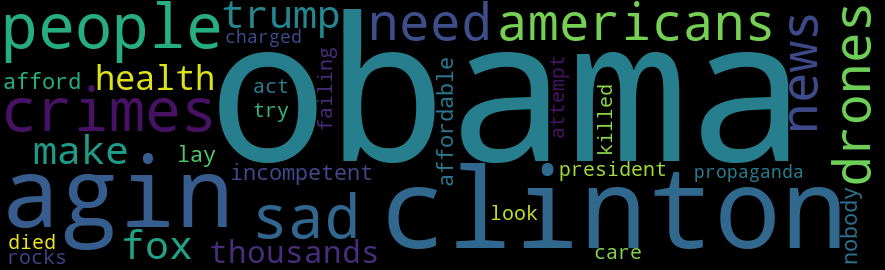 people
trump
charged
need
americans
news
drones
afford
health
crimes
obama
act
try
failing
affordable
attempt
killed
make
lay
agin
incompetent
sad
clinton
president
propaganda
look
nobody
died
rocks
fox
thousands
care